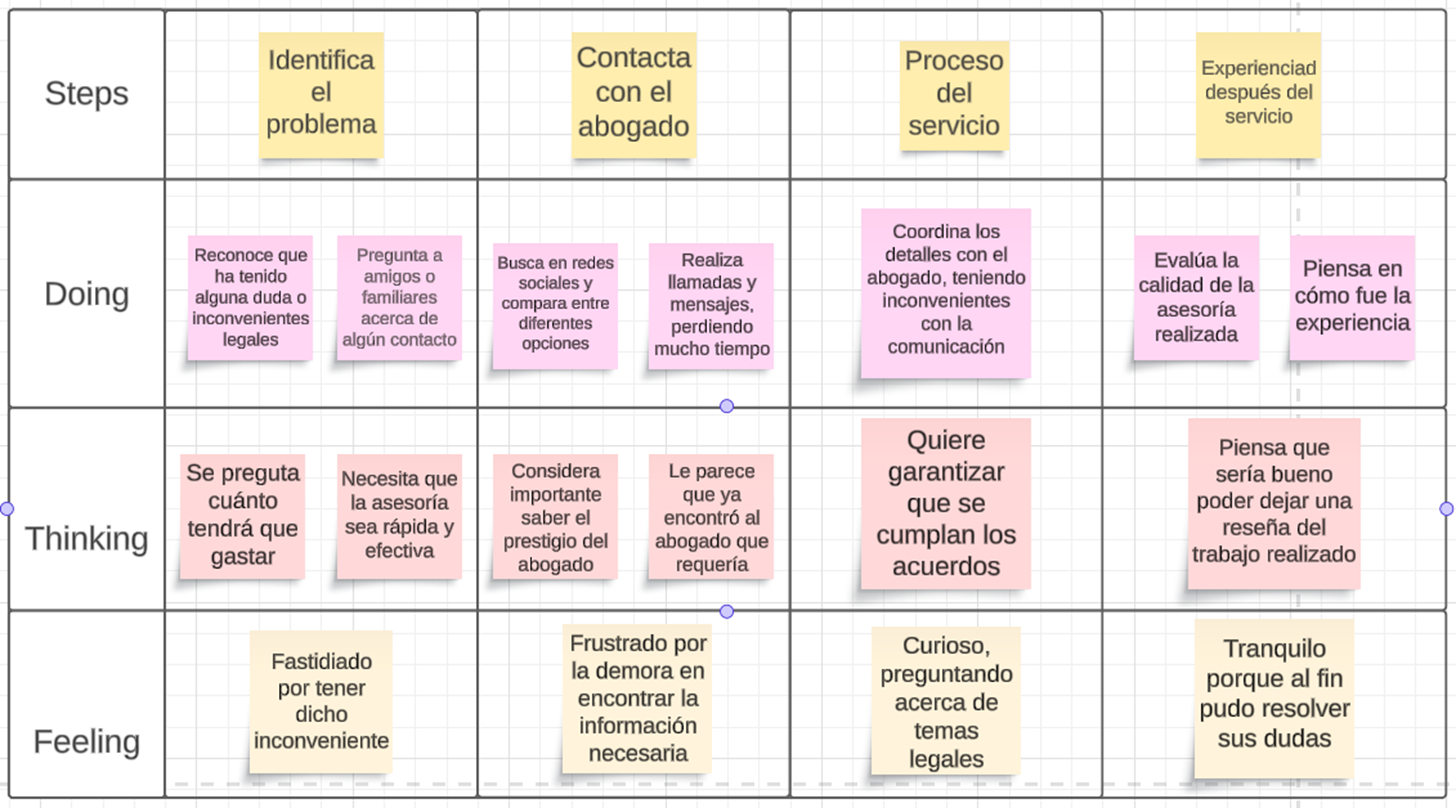 Steps
Identifica
el
problema
Contacta
con el
abogado
Proceso
del
servicio
Experienciad
después del
servicio
Doing
Reconoce que
ha tenido
alguna duda o
inconvenientes
legales
Pregunta a
amigos o
familiares
acerca de
algún contacto
Busca en redes
sociales y
compara entre
diferentes
opciones
Realiza
llamadas y
mensajes,
perdiendo
mucho tiempo
Coordina los
detalles con el
abogado, teniendo
inconvenientes
con la
comunicación
Evalúa la
calidad de la
asesoría
realizada
Piensa en
cómo fue la
experiencia
Thinking
Se preguta
cuánto
tendrá que
gastar
Necesita que
la asesoría
sea rápida y
efectiva
Considera
importante
saber el
prestigio del
abogado
Le parece
que ya
encontró al
abogado que
requería
Quiere
garantizar
que se
cumplan los
acuerdos
Piensa que
sería bueno
poder dejar una
reseña del
trabajo realizado
Feeling
Fastidiado
por tener
dicho
inconveniente
Frustrado por
la demora en
encontrar la
información
necesaria
Curioso,
preguntando
acerca de
temas
legales
Tranquilo
porque al fin
pudo resolver
sus dudas